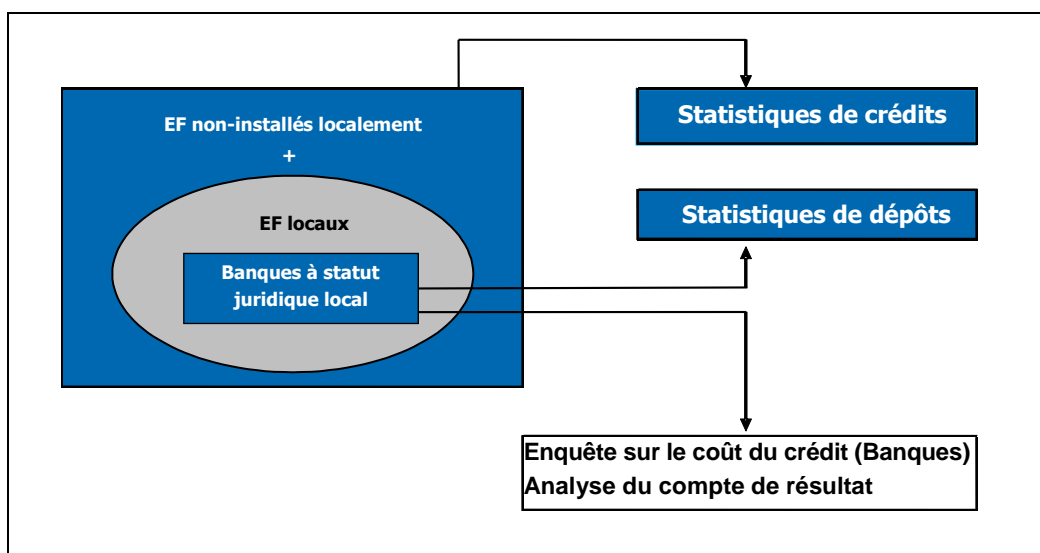 EF non-installés localement
+
EF locaux
Banques à statut
juridique local
Statistiques de crédits
Statistiques de dépôts
Enquête sur le coût du crédit (Banques)
Analyse du compte de résultat